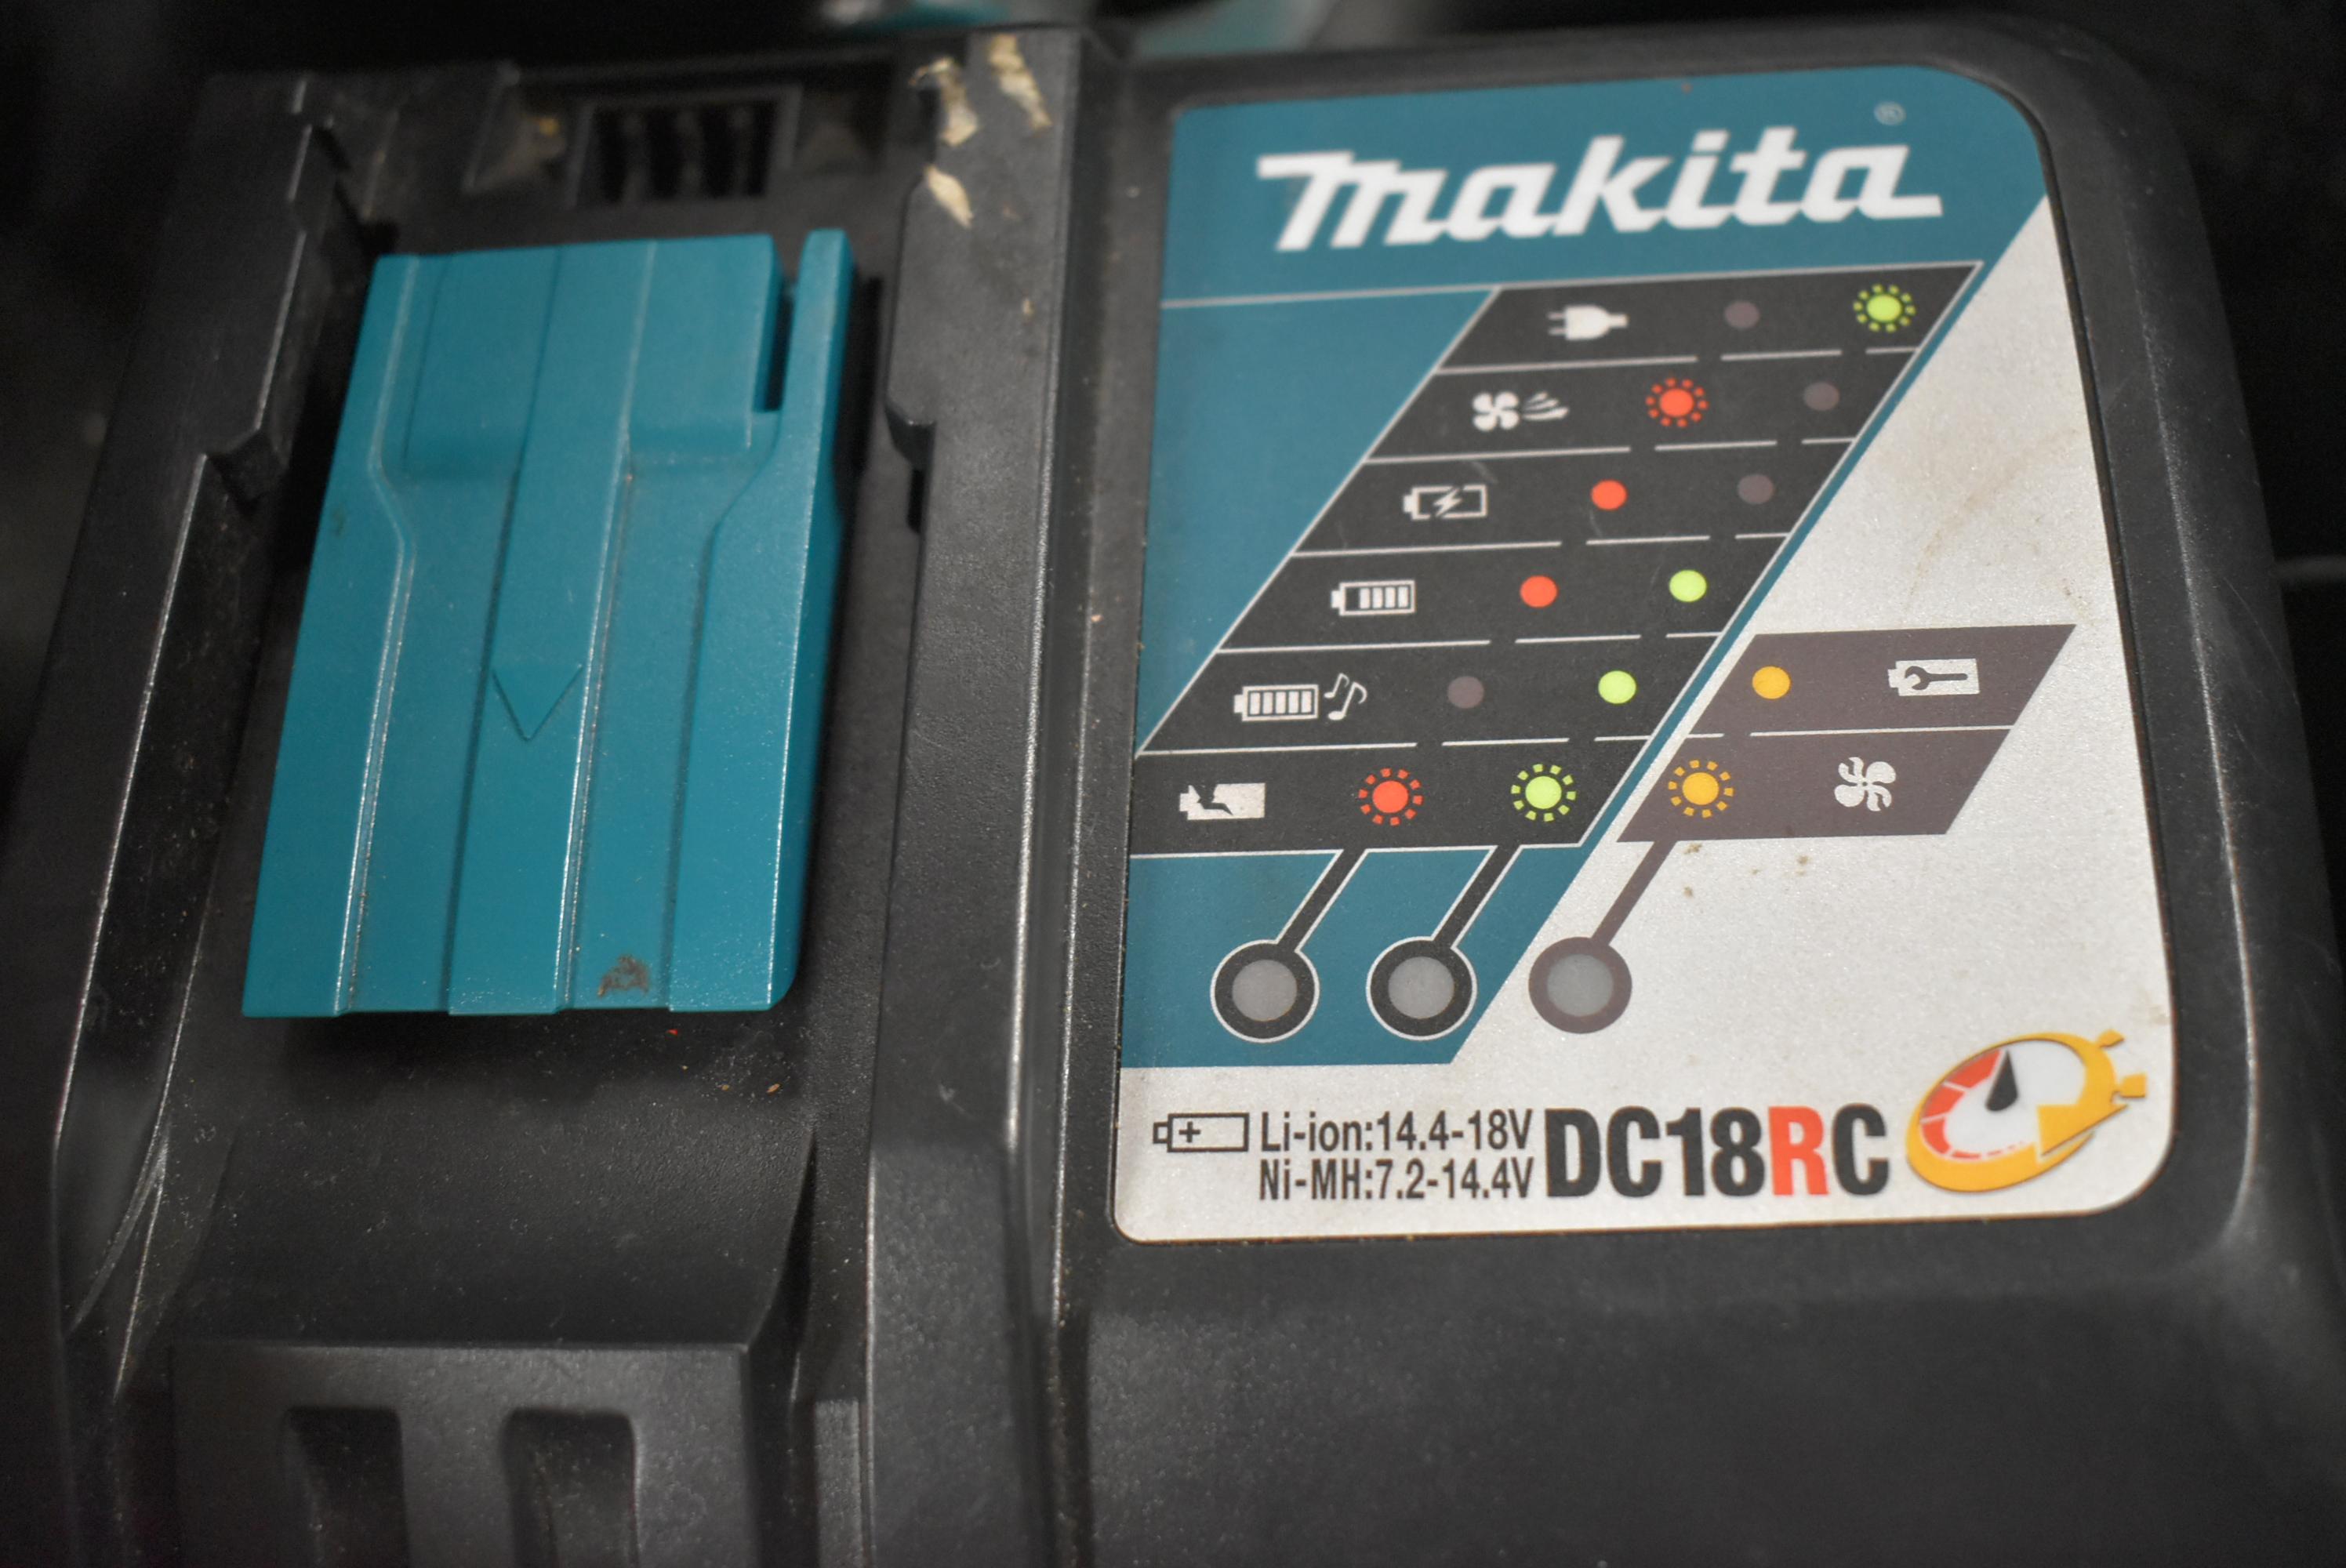 makita®
Li-ion:14.4-18V
Ni-MH:7.2-14.4V
DC18RC